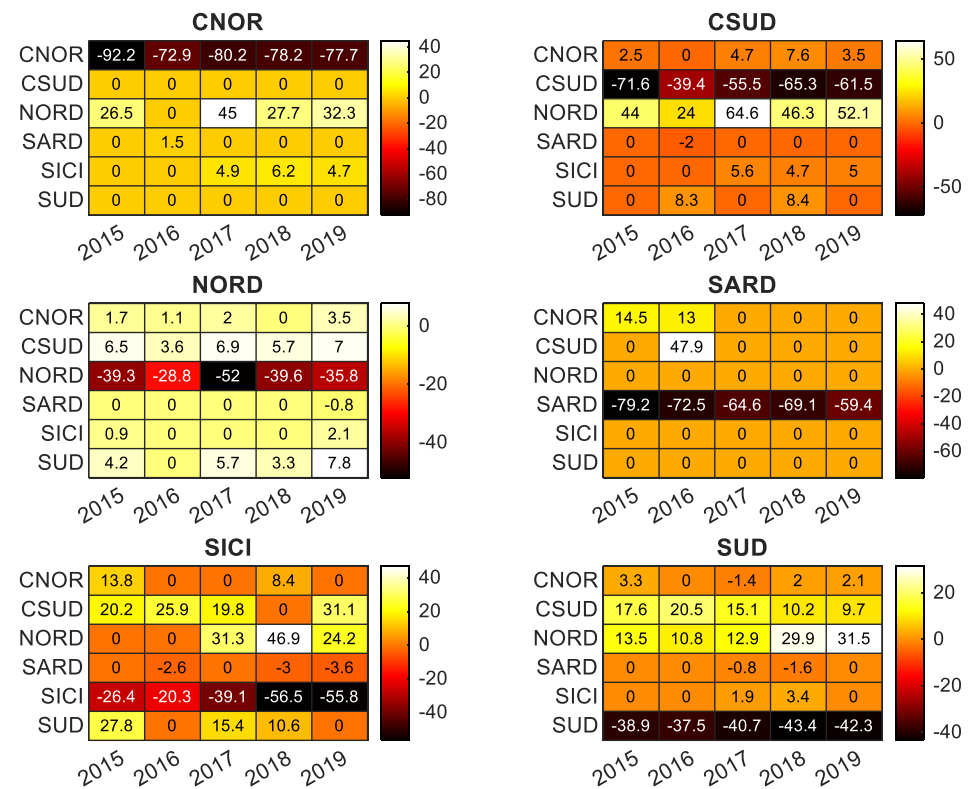 CNOR
CNOR -92.2 -72.9 -80.2 -78.2 -77.7
CSUD 0 0 0 0 0
NORD 26.5 0 45 27.7 32.3
SARD 0 1.5 0 0 0
SICI 0 0 4.9 6.2 4.7
SUD 0 0 0 0 0
2015 2016 2017 2018 2019
40
20
0
-20
-40
-60
-80
CSUD
CNOR 2.5 0 4.7 7.6 3.5
CSUD -71.6 -39.4 -55.5 -65.3 -61.5
NORD 44 24 64.6 46.3 52.1
SARD 0 -2 0 0 0
SICI 0 0 5.6 4.7 5
SUD 0 8.3 0 8.4 0
2015 2016 2017 2018 2019
50
0
-50
NORD
CNOR 1.7 1.1 2 0 3.5
CSUD 6.5 3.6 6.9 5.7 7
NORD -39.3 -28.8 -52 -39.6 -35.8
SARD 0 0 0 0 -0.8
SICI 0.9 0 0 0 2.1
SUD 4.2 0 5.7 3.3 7.8
2015 2016 2017 2018 2019
0
-20
-40
SARD
CNOR 14.5 13 0 0 0
CSUD 0 47.9 0 0 0
NORD 0 0 0 0 0
SARD -79.2 -72.5 -64.6 -69.1 -59.4
SICI 0 0 0 0 0
SUD 0 0 0 0 0
2015 2016 2017 2018 2019
40
20
0
-20
-40
-60
SICI
CNOR 13.8 0 0 8.4 0
CSUD 20.2 25.9 19.8 0 31.1
NORD 0 0 31.3 46.9 24.2
SARD 0 -2.6 0 -3 -3.6
SICI -26.4 -20.3 -39.1 -56.5 -55.8
SUD 27.8 0 15.4 10.6 0
2015 2016 2017 2018 2019
40
20
0
-20
-40
SUD
CNOR 3.3 0 -1.4 2 2.1
CSUD 17.6 20.5 15.1 10.2 9.7
NORD 13.5 10.8 12.9 29.9 31.5
SARD 0 0 -0.8 -1.6 0
SICI 0 0 1.9 3.4 0
SUD -38.9 -37.5 -40.7 -43.4 -42.3
2015 2016 2017 2018 2019
20
0
-20
-40